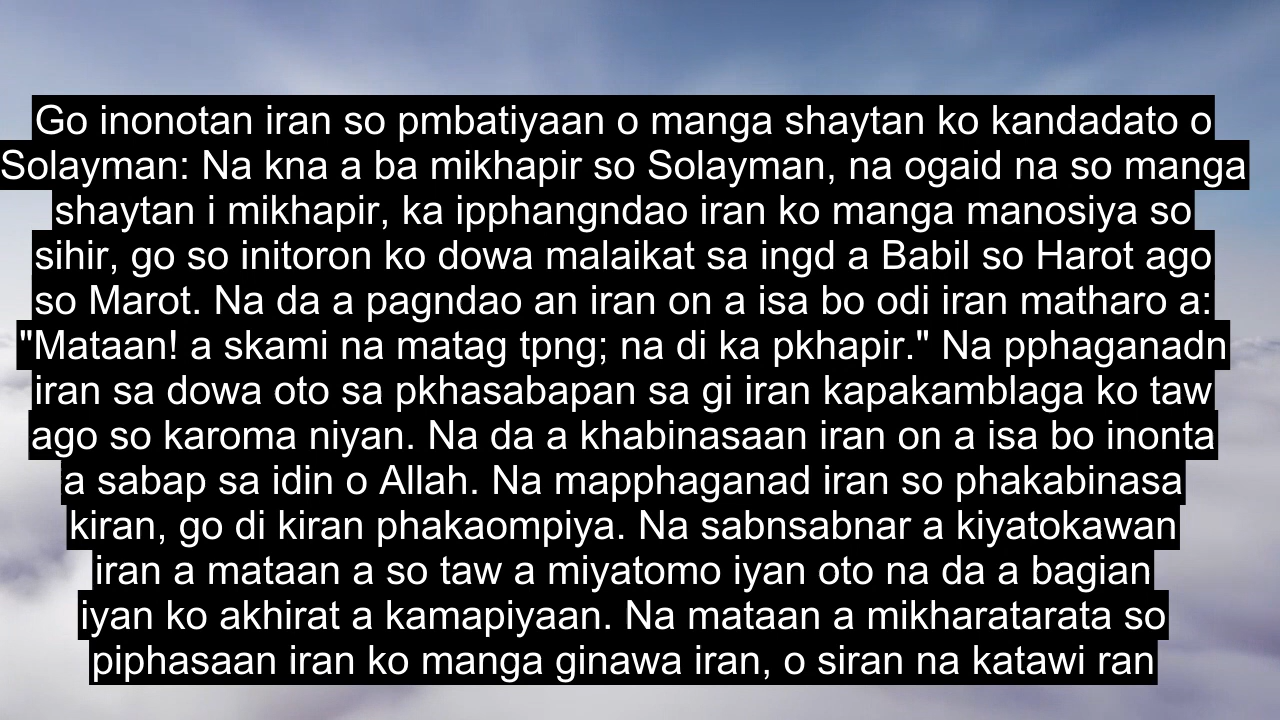 Go inonotan iran so pmbatiyaan o manga shaytan ko kandadato o
Solayman: Na kna a ba mikhapir so Solayman, na ogaid na so manga
shaytan i mikhapir, ka ipphangndao iran ko manga manosiya so
sihir, go so initoron ko dowa malaikat sa ingd a Babil so Harot ago
so Marot. Na da a pagndao an iran on a isa bo odi iran matharo a:
"Mataan! a skami na matag tpng; na di ka pkhapir." Na pphaganadn
iran sa dowa oto sa pkhasabapan sa gi iran kapakamblaga ko taw
ago so karoma niyan. Na da a khabinasaan iran on a isa bo inonta
a sabap sa idin o Allah. Na mapphaganad iran so phakabinasa
kiran, go di kiran phakaompiya. Na sabnsabnar a kiyatokawan
iran a mataan a so taw a miyatomo iyan oto na da a bagian
iyan ko akhirat a kamapiyaan. Na mataan a mikharatarata so
piphasaan iran ko manga ginawa iran, o siran na katawi ran